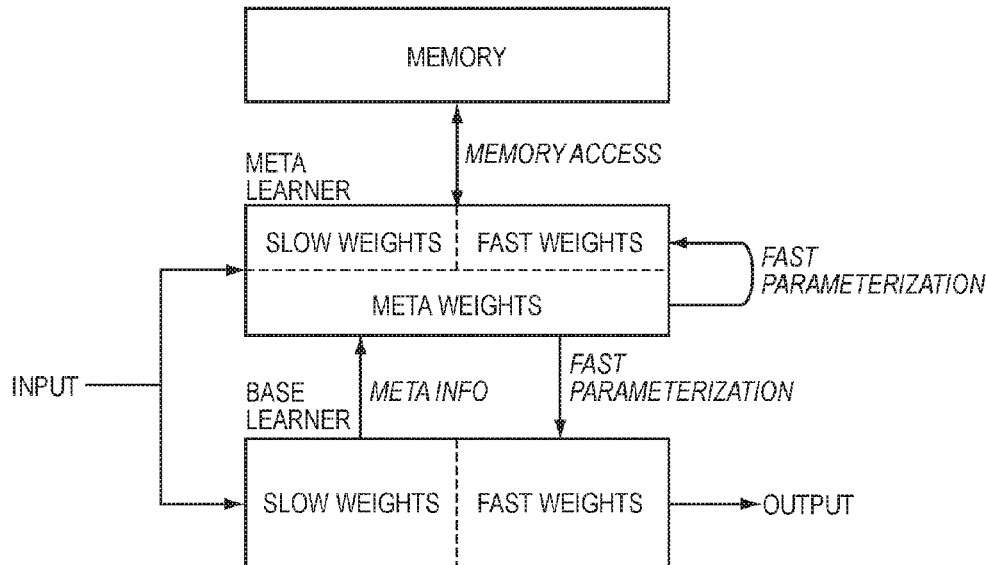 MEMORY
MEMORY ACCESS
META
LEARNER
SLOW WEIGHTS
FAST WEIGHTS
FAST
PARAMETERIZATION
META WEIGHTS
INPUT
META INFO
FAST
PARAMETERIZATION
BASE
LEARNER
SLOW WEIGHTS
FAST WEIGHTS
OUTPUT